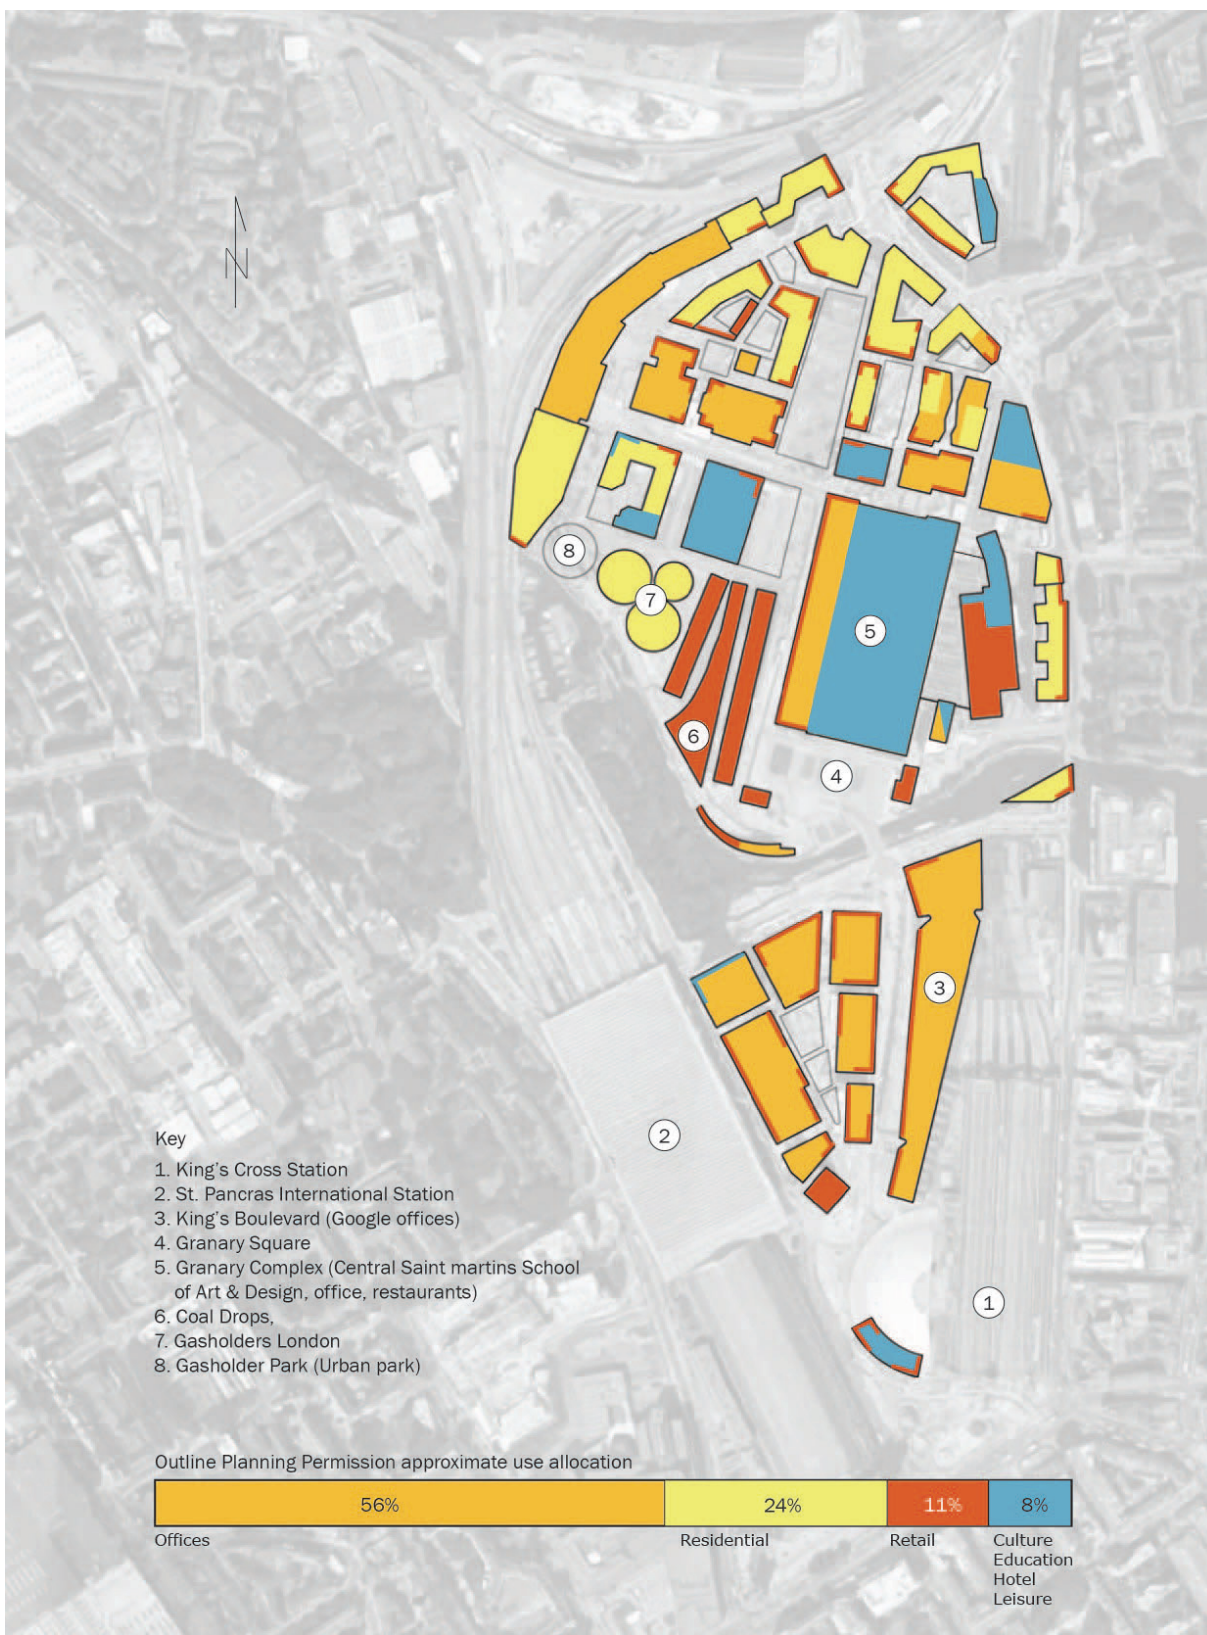 N
8
7
5
6
4
3
2
1
Key
1. King's Cross Station
2. St. Pancras International Station
3. King's Boulevard (Google offices)
4. Granary Square
5. Granary Complex (Central Saint martins School
of Art & Design, office, restaurants)
6. Coal Drops,
7. Gasholders London
8. Gasholder Park (Urban park)
Outline Planning Permission approximate use allocation
56% 24% 11% 8%
Offices Residential Retail Culture
Education
Hotel
Leisure